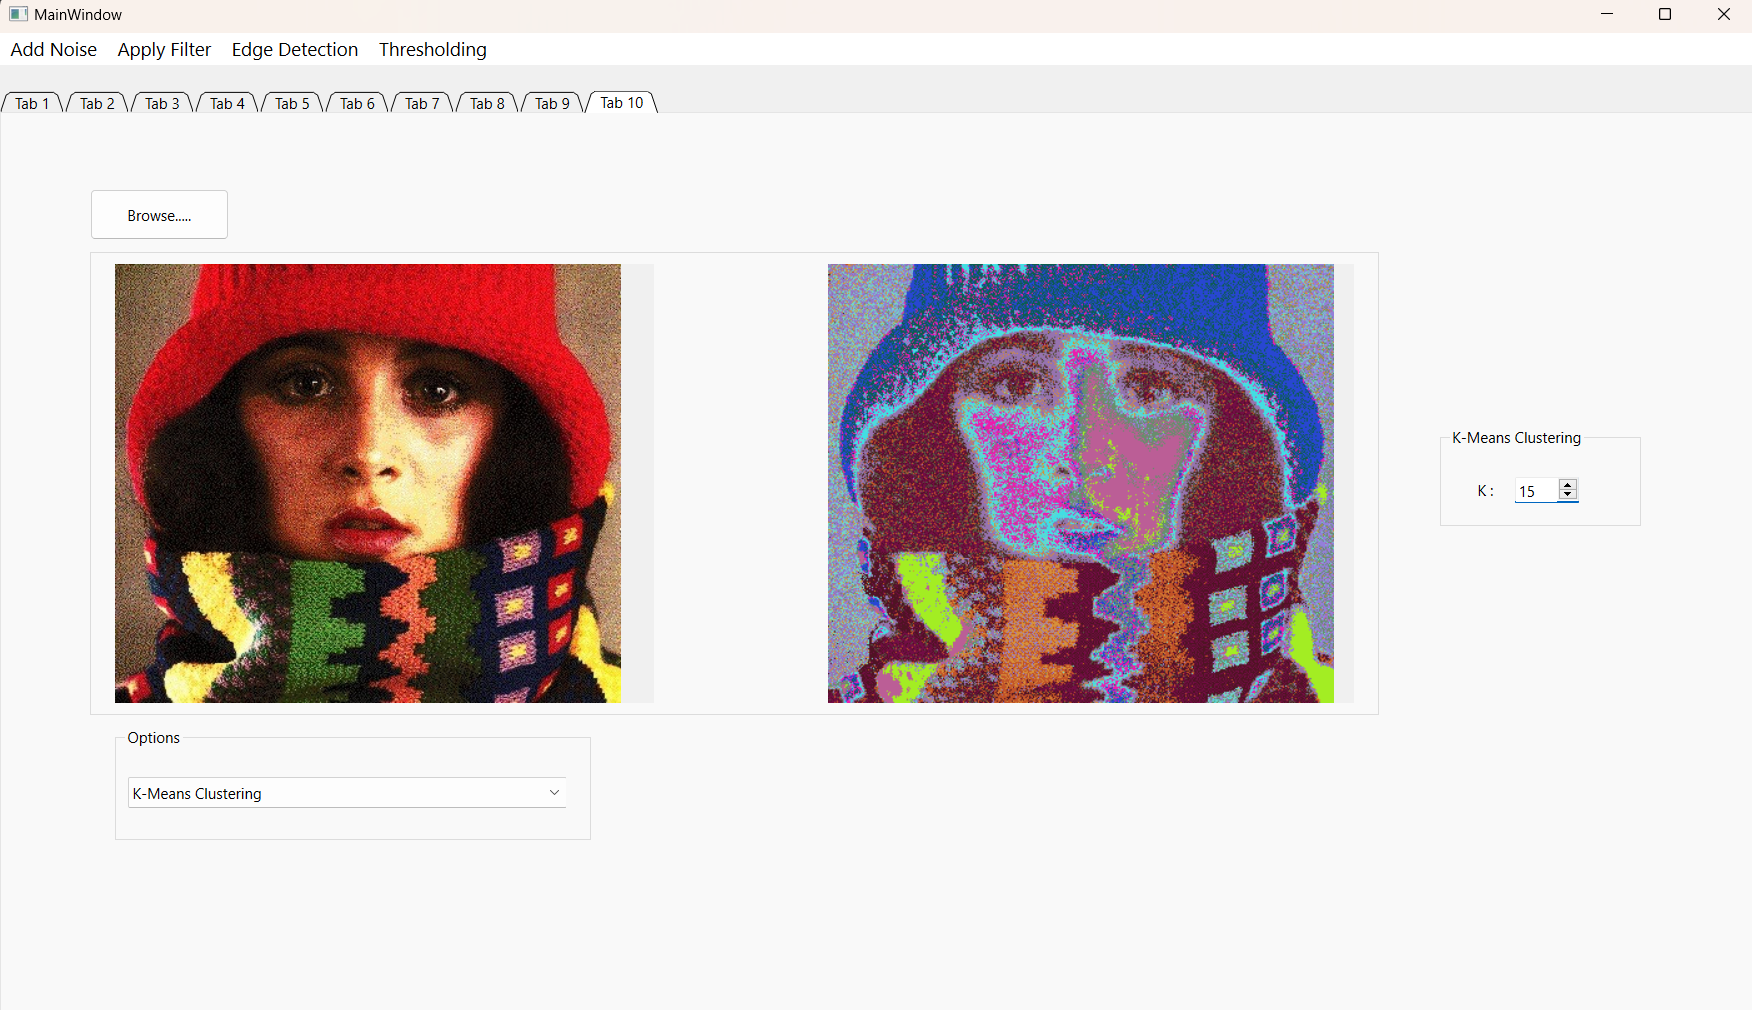 MainWindow
Add Noise Apply Filter Edge Detection Thresholding
Tab 1 Tab 2 Tab 3 Tab 4 Tab 5 Tab 6 Tab 7 Tab 8 Tab 9 Tab 10
Browse.....
K-Means Clustering
K : 15
Options
K-Means Clustering